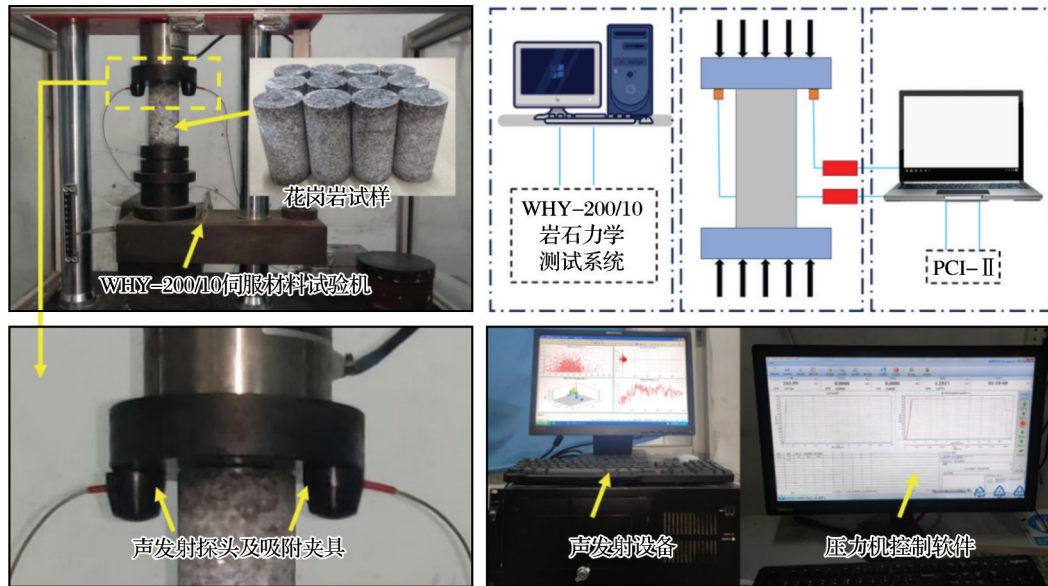 花岗岩试样
WHY-200/10伺服材料试验机
WHY-200/10
岩石力学
测试系统
PCI-Ⅱ
声发射探头及吸附夹具
声发射设备
压力机控制软件